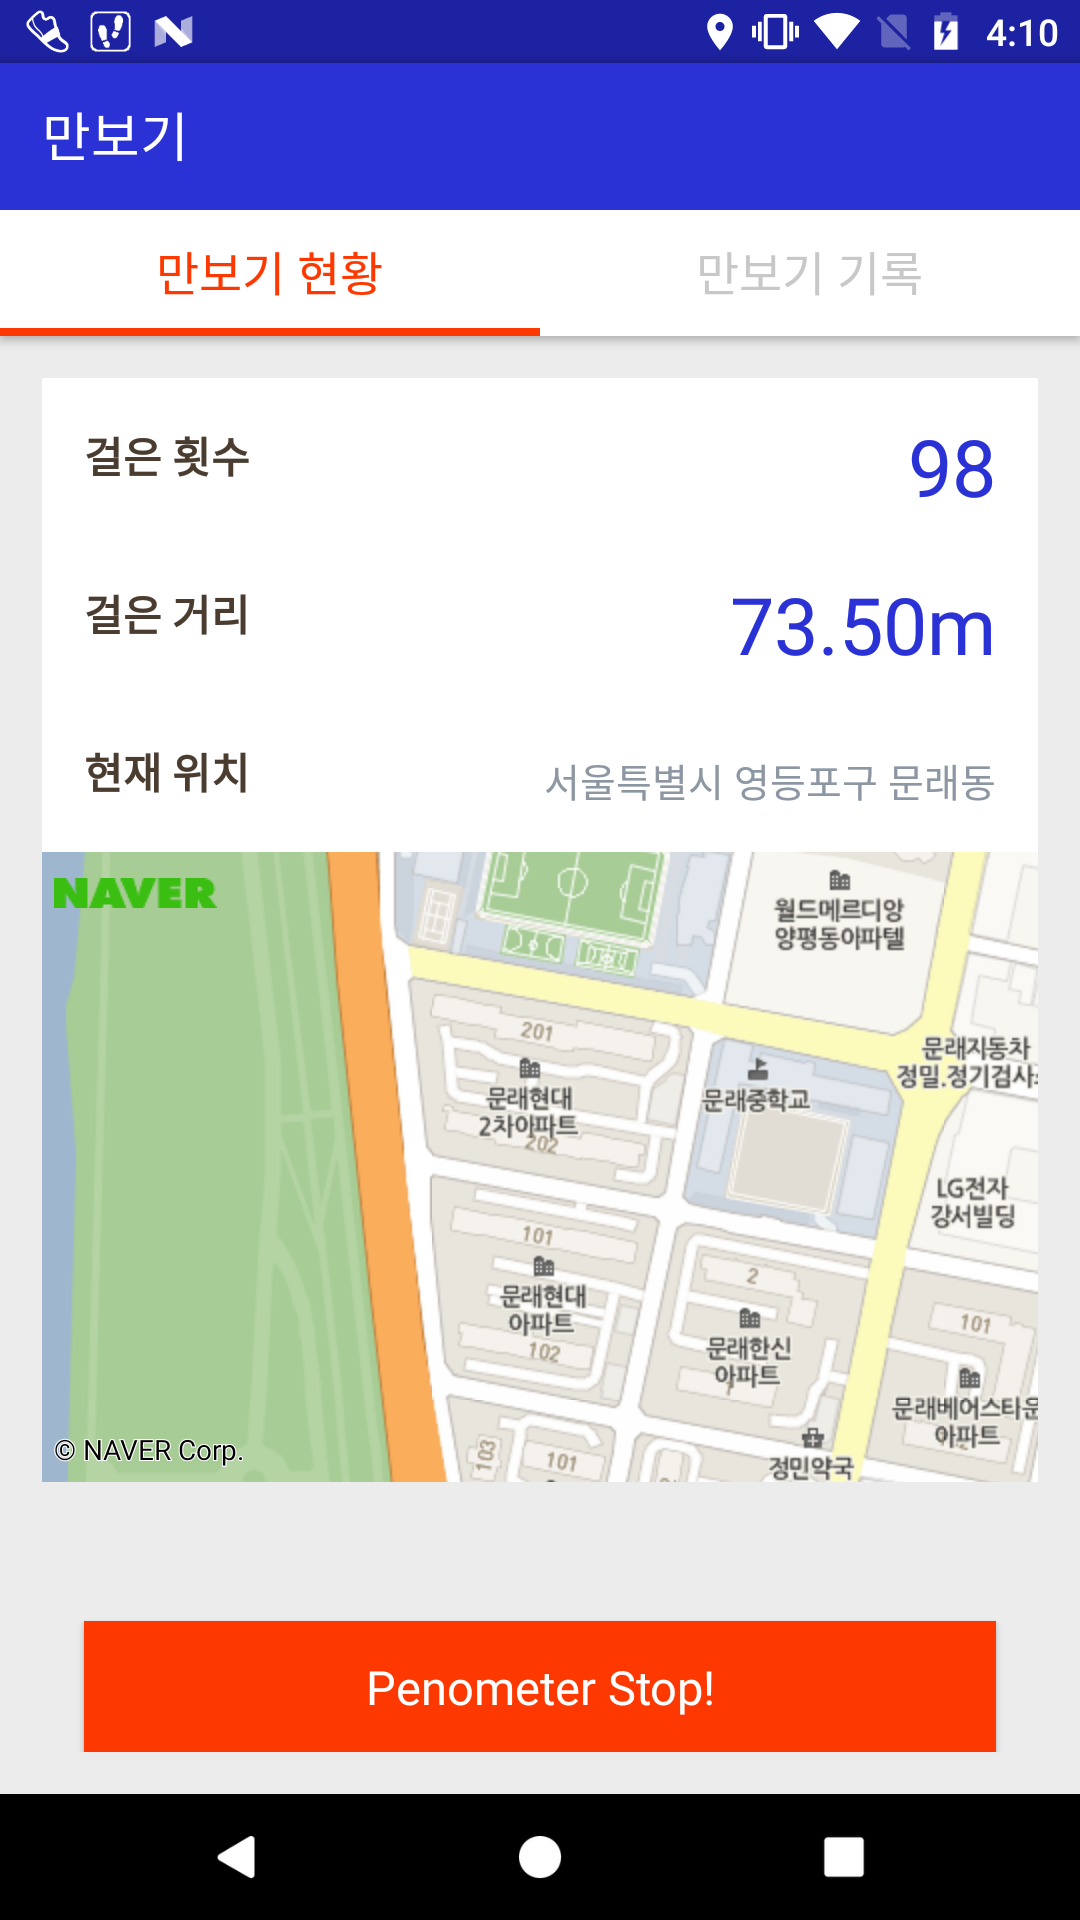 4:10
만보기
만보기 현황
만보기 기록
걸은 횟수
98
걸은 거리
73.50m
현재 위치
서울특별시 영등포구 문래동
NAVER
월드메르디앙
양평동아파텔
201
문래현대
2차아파트
202
문래중학교
문래자동차
정밀.정기검사
LG전자
강서빌딩
101
문래현대
아파트
102
2
문래한신
아파트
1
101
문래베어스타운
아파트
103
101
정민약국
© NAVER Corp.
Penometer Stop!